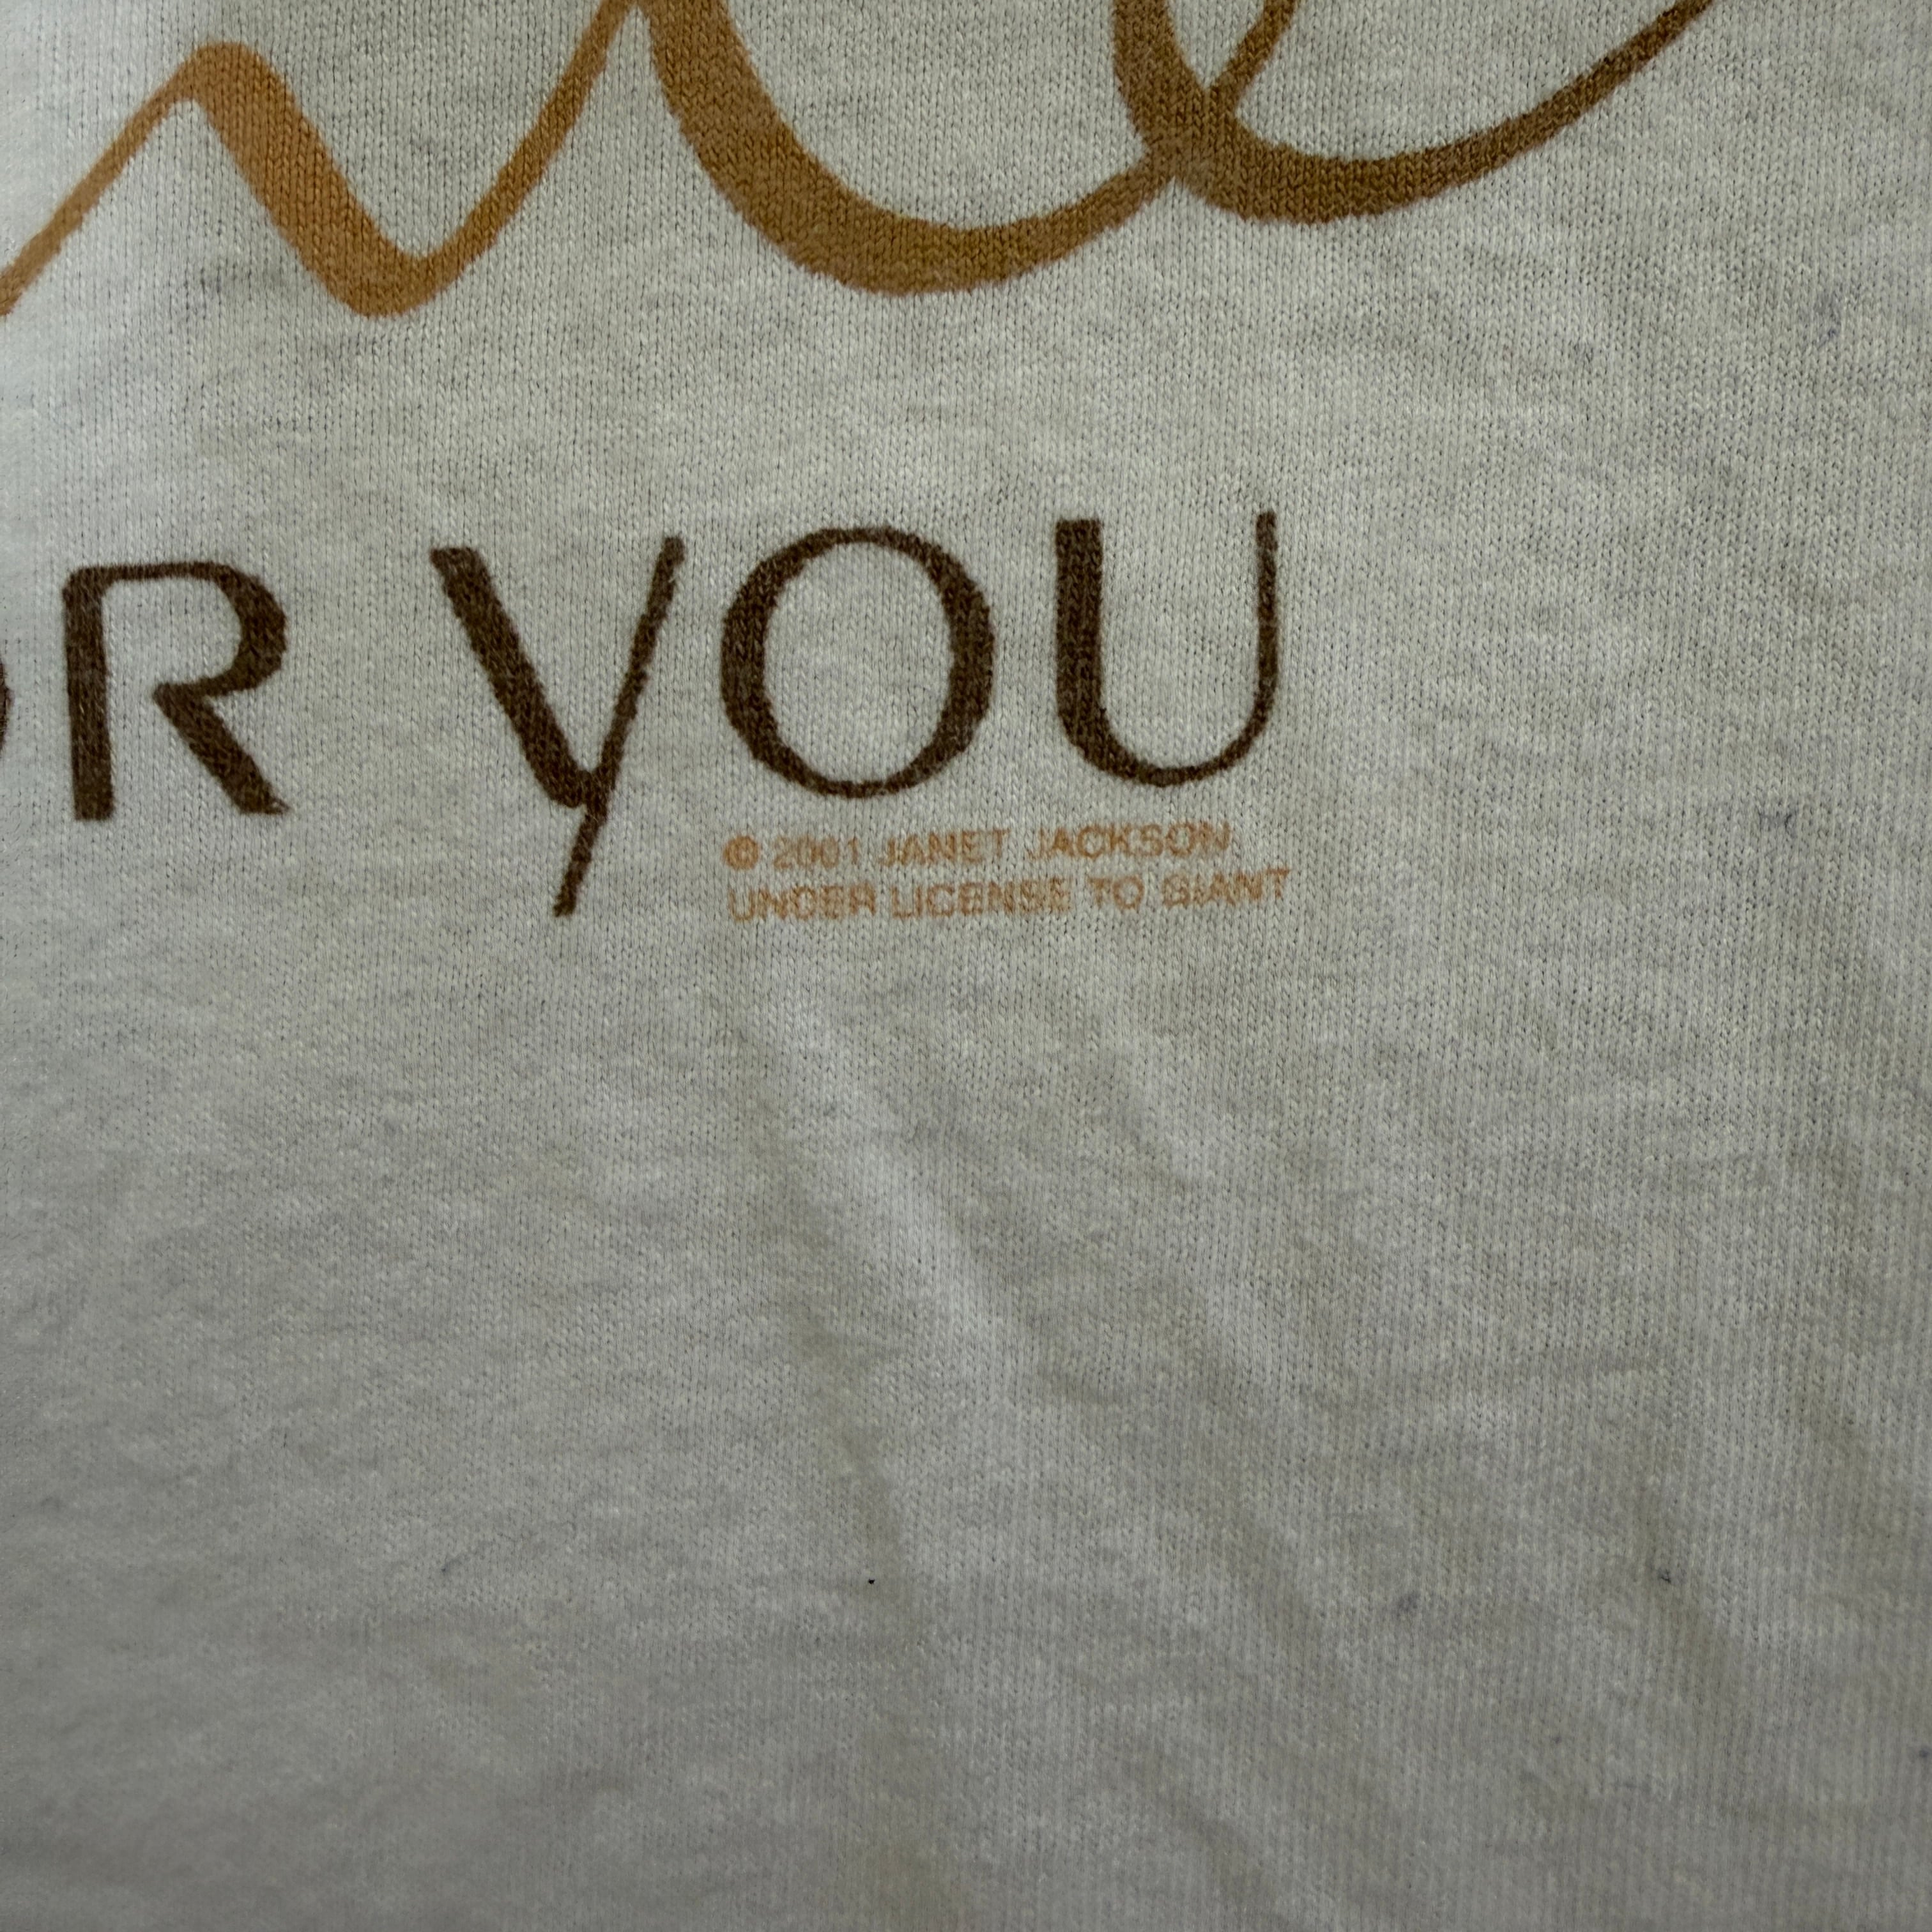 OR YOU
© 2001 JANET JACKSON
UNDER LICENSE TO GIANT